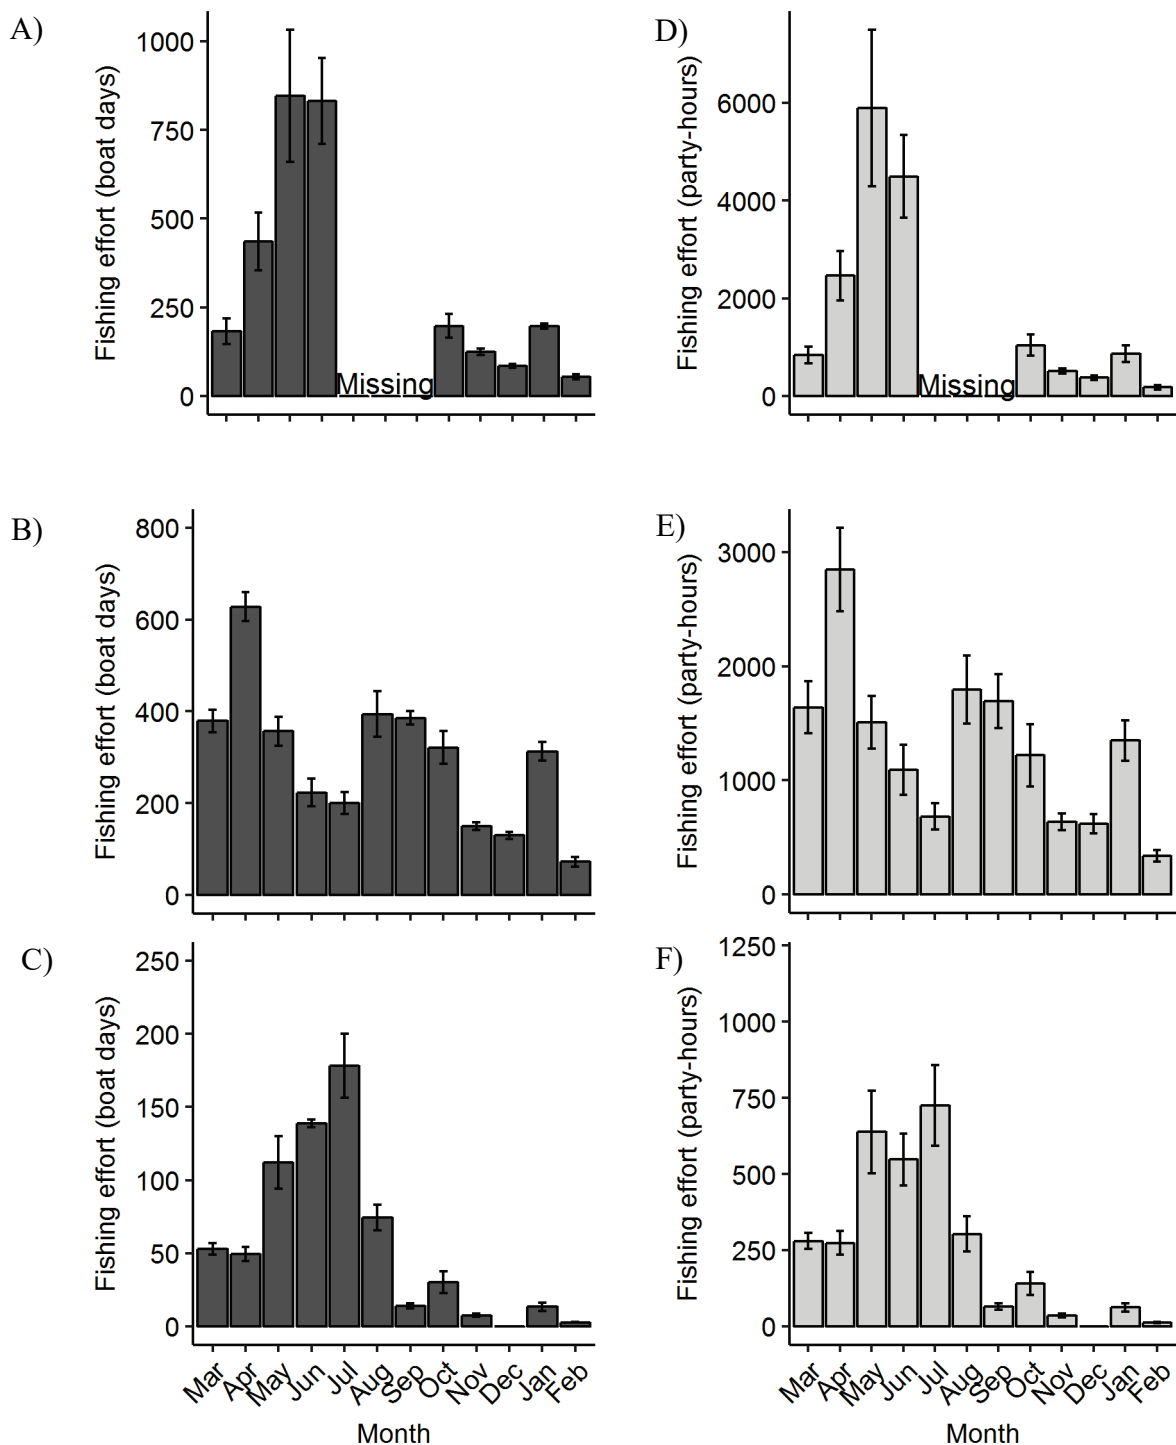 A)
Fishing effort (boat days)
1000
750
500
250
0
Missing
D)
Fishing effort (party-hours)
6000
4000
2000
0
Missing
B)
Fishing effort (boat days)
800
600
400
200
0
E)
Fishing effort (party-hours)
3000
2000
1000
0
C)
Fishing effort (boat days)
250
200
150
100
50
0
Mar Apr May Jun Jul Aug Sep Oct Nov Dec Jan Feb
Month
F)
Fishing effort (party-hours)
1250
1000
750
500
250
0
Mar Apr May Jun Jul Aug Sep Oct Nov Dec Jan Feb
Month